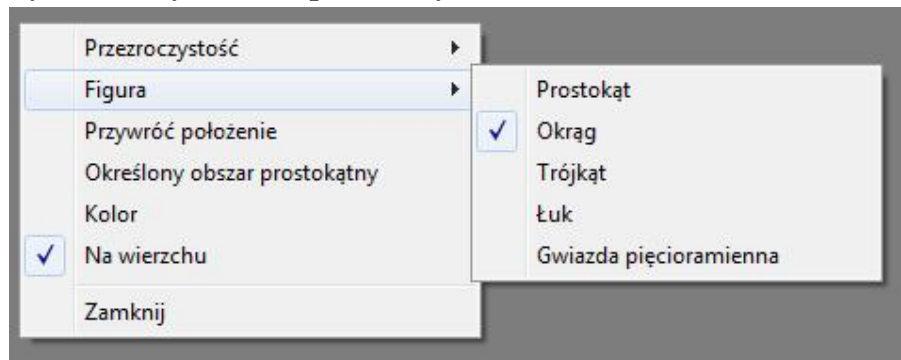 Przezroczystość
Figura
Przywróć położenie
Określony obszar prostokątny
Kolor
Na wierzchu
Zamknij
Prostokąt
Okrąg
Trójkąt
Łuk
Gwiazda pięcioramienna